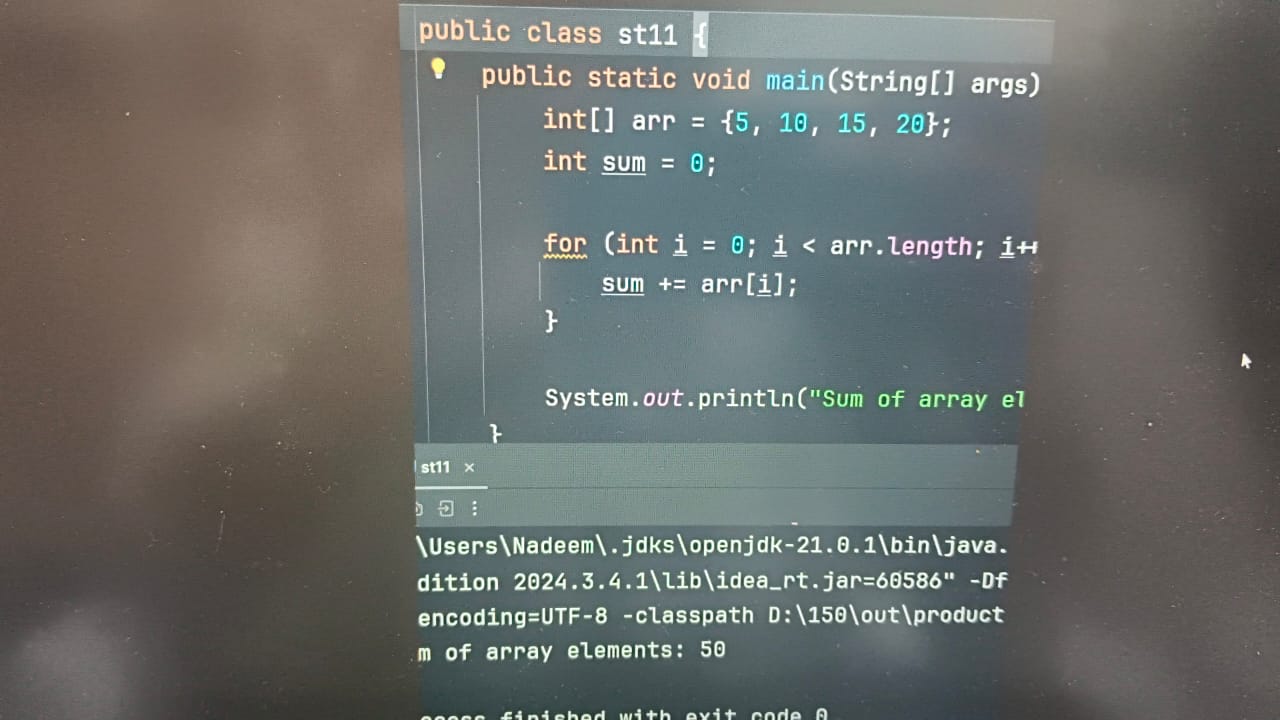 public class st11 {
public static void main(String[] args)
int[] arr = {5, 10, 15, 20};
int sum = 0;
for (int i = 0; i < arr.length; i++
sum += arr[i];
}
System.out.println("Sum of array el
}
st11 ×
\Users\Nadeem\.jdks\openjdk-21.0.1\bin\java.
dition 2024.3.4.1\lib\idea_rt.jar=60586" -Df
encoding=UTF-8 -classpath D:\150\out\product
m of array elements: 50
ocess finished with exit code 0